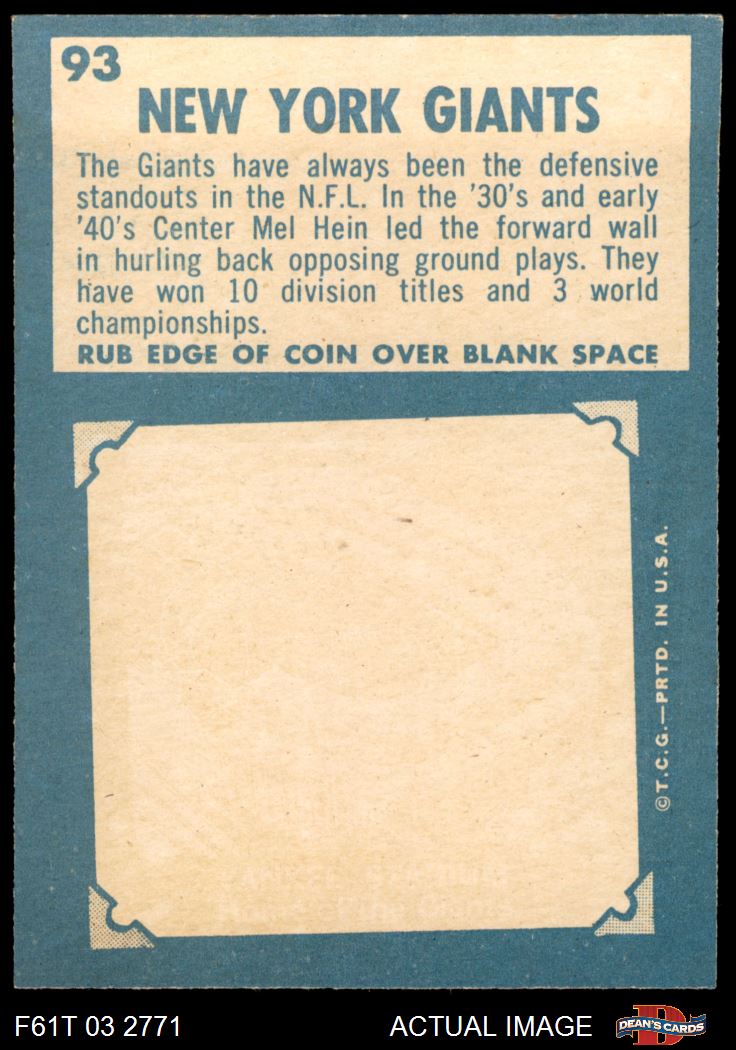 93
NEW YORK GIANTS
The Giants have always been the defensive
standouts in the N.F.L. In the '30's and early
'40's Center Mel Hein led the forward wall
in hurling back opposing ground plays. They
have won 10 division titles and 3 world
championships.
RUB EDGE OF COIN OVER BLANK SPACE
©T.C.G.—PRTD. IN U.S.A.
YANKEE STADIUM
F61T 03 2771
ACTUAL IMAGE
DEAN'S CARDS